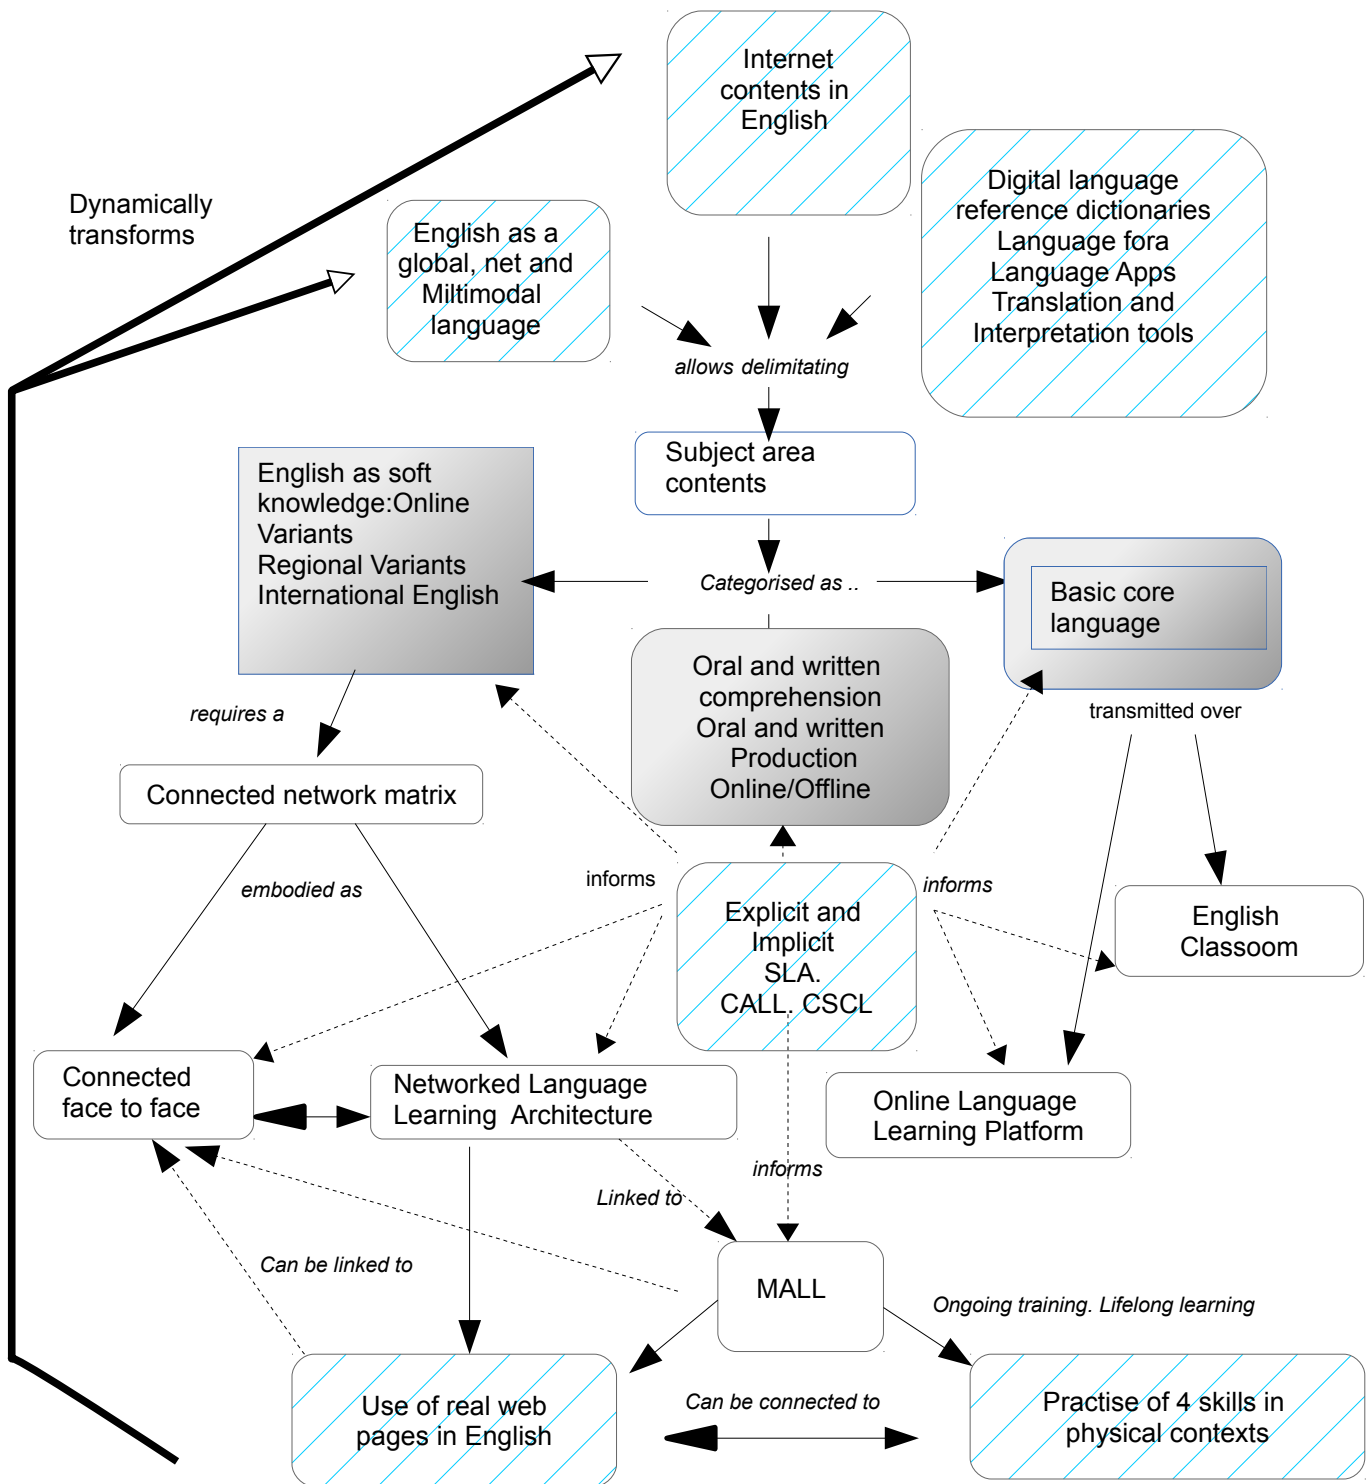 Internet
contents in
English
Dynamically
transforms
English as a
global, net and
Miltimodal
language
Digital language
reference dictionaries
Language fora
Language Apps
Translation and
Interpretation tools
allows delimitating
Subject area
contents
English as soft
knowledge:Online
Variants
Regional Variants
International English
Categorised as ..
Basic core
language
Oral and written
comprehension
Oral and written
Production
Online/Offline
requires a
transmitted over
Connected network matrix
embodied as
informs
informs
Explicit and
Implicit
SLA.
CALL. CSCL
English
Classoom
Connected
face to face
Networked Language
Learning Architecture
Online Language
Learning Platform
informs
Linked to
Can be linked to
MALL
Ongoing training. Lifelong learning
Use of real web
pages in English
Can be connected to
Practise of 4 skills in
physical contexts